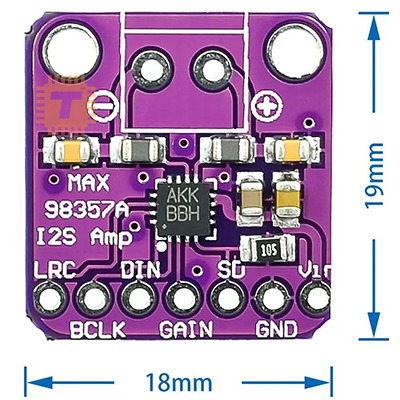 T
⊖ ⊕
MAX
98357A
I2S Amp
AKK
BBH
105
LRC DIN SD Vin
BCLK GAIN GND
19mm
18mm